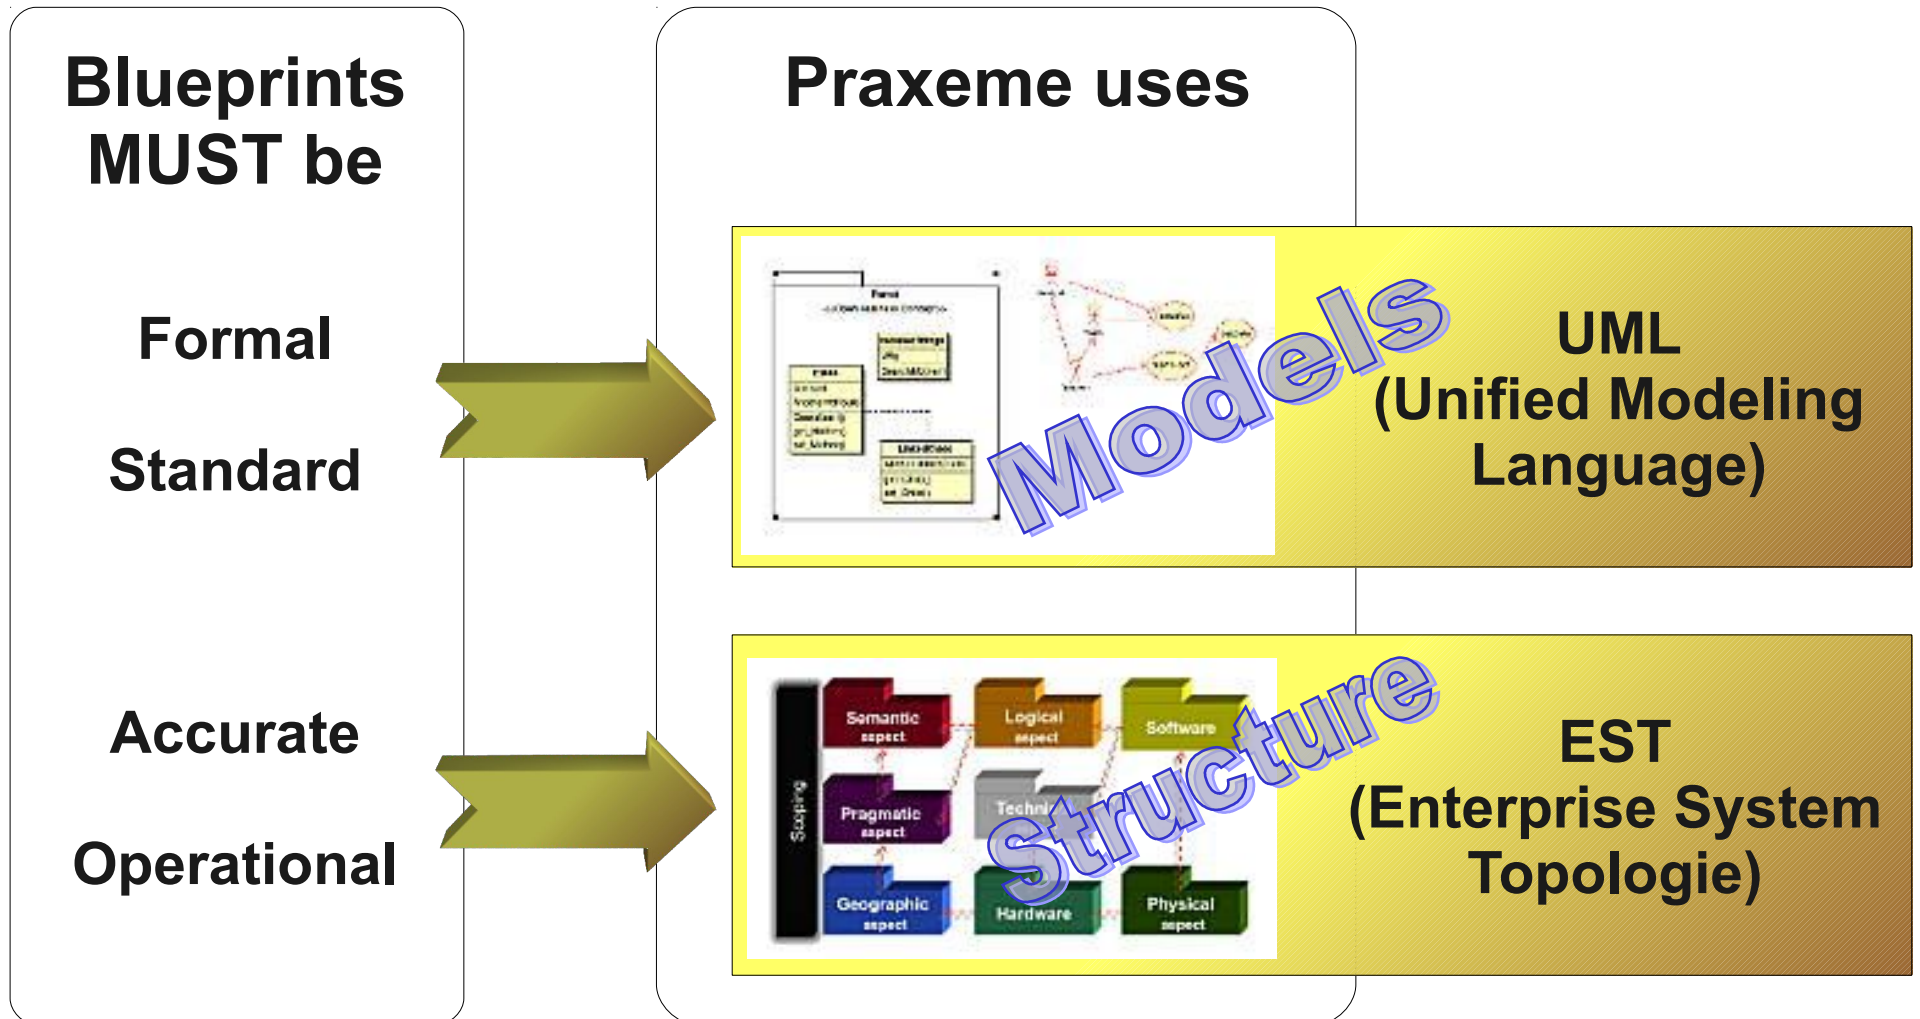 Blueprints
MUST be
Formal
Standard
Accurate
Operational
Praxeme uses
Models
UML
(Unified Modeling
Language)
Structure
Scoping
Semantic
aspect
Logical
aspect
Software
Pragmatic
aspect
Geographic
aspect
Hardware
Physical
aspect
EST
(Enterprise System
Topologie)